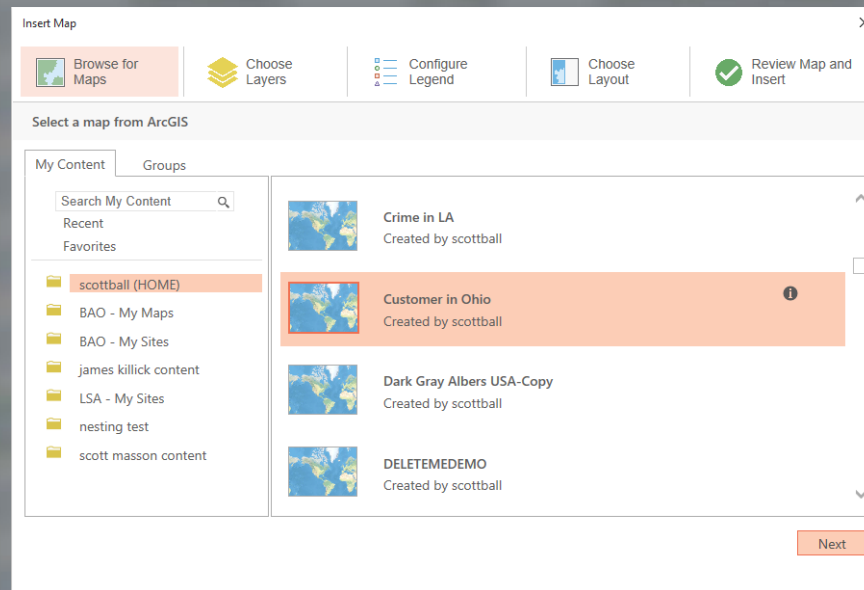 Insert Map
Browse for
Maps
Choose
Layers
Configure
Legend
Choose
Layout
Review Map and
Insert
Select a map from ArcGIS
My Content
Groups
Search My Content
Recent
Favorites
scottball (HOME)
BAO - My Maps
BAO - My Sites
james killick content
LSA - My Sites
nesting test
scott masson content
Crime in LA
Created by scottball
Customer in Ohio
Created by scottball
Dark Gray Albers USA-Copy
Created by scottball
DELETEMEDEMO
Created by scottball
Next